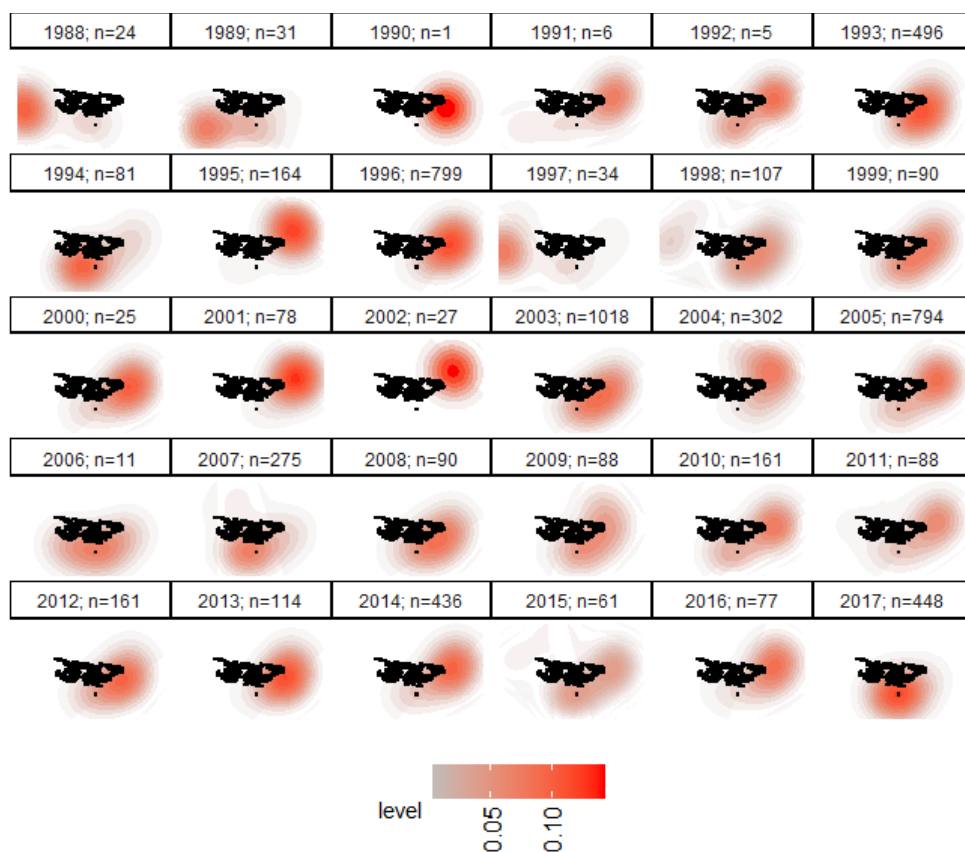 1988; n=24 1989; n=31 1990; n=1 1991; n=6 1992; n=5 1993; n=496
1994; n=81 1995; n=164 1996; n=799 1997; n=34 1998; n=107 1999; n=90
2000; n=25 2001; n=78 2002; n=27 2003; n=1018 2004; n=302 2005; n=794
2006; n=11 2007; n=275 2008; n=90 2009; n=88 2010; n=161 2011; n=88
2012; n=161 2013; n=114 2014; n=436 2015; n=61 2016; n=77 2017; n=448
level
0.05 0.10